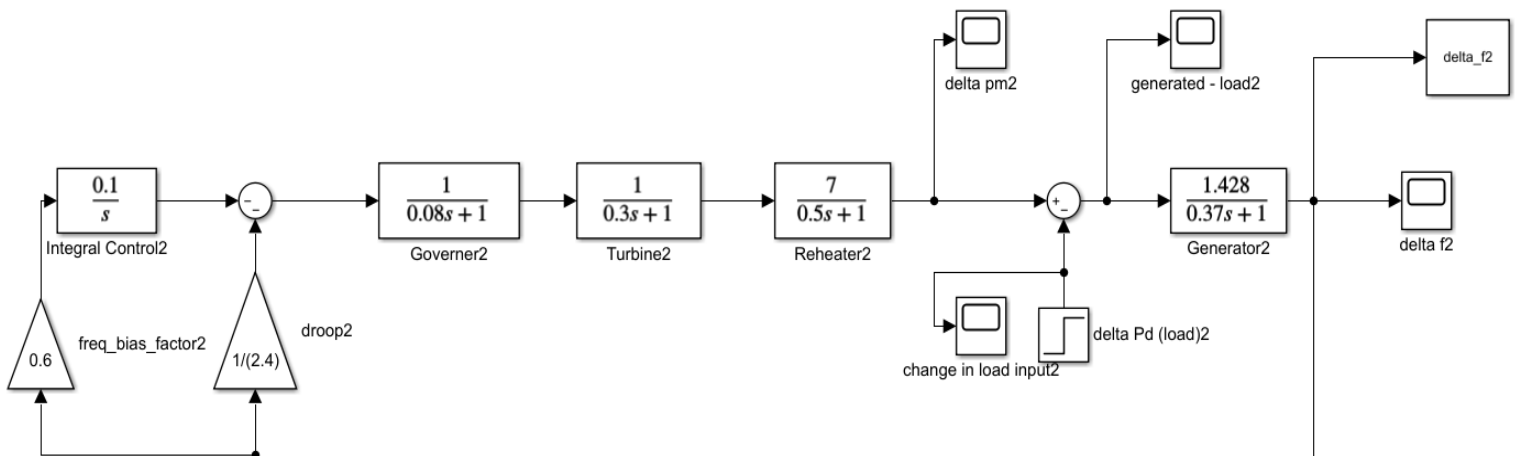 delta pm2
generated - load2
delta_f2
0.1
s
Integral Control2
−
−
1
0.08s + 1
Governer2
1
0.3s + 1
Turbine2
7
0.5s + 1
Reheater2
+
−
1.428
0.37s + 1
Generator2
delta f2
0.6
freq_bias_factor2
1/(2.4)
droop2
change in load input2
delta Pd (load)2